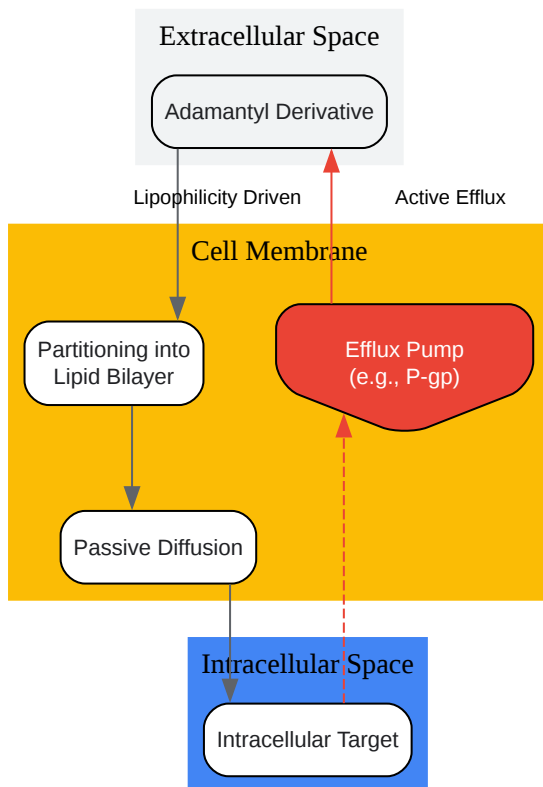 Extracellular Space
Adamantyl Derivative
Lipophilicity Driven
Active Efflux
Cell Membrane
Partitioning into
Lipid Bilayer
Efflux Pump
(e.g., P-gp)
Passive Diffusion
Intracellular Space
Intracellular Target